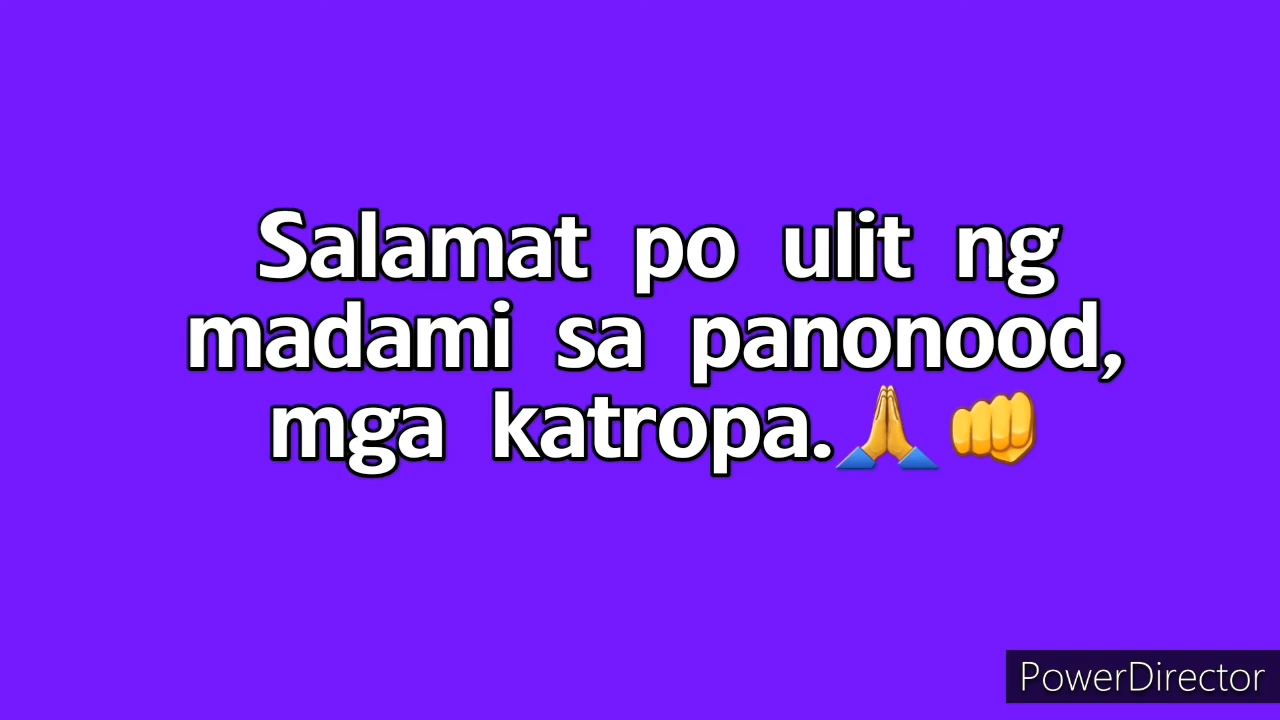 Salamat po ulit ng
madami sa panonood,
mga katropa.🙏👊
PowerDirector